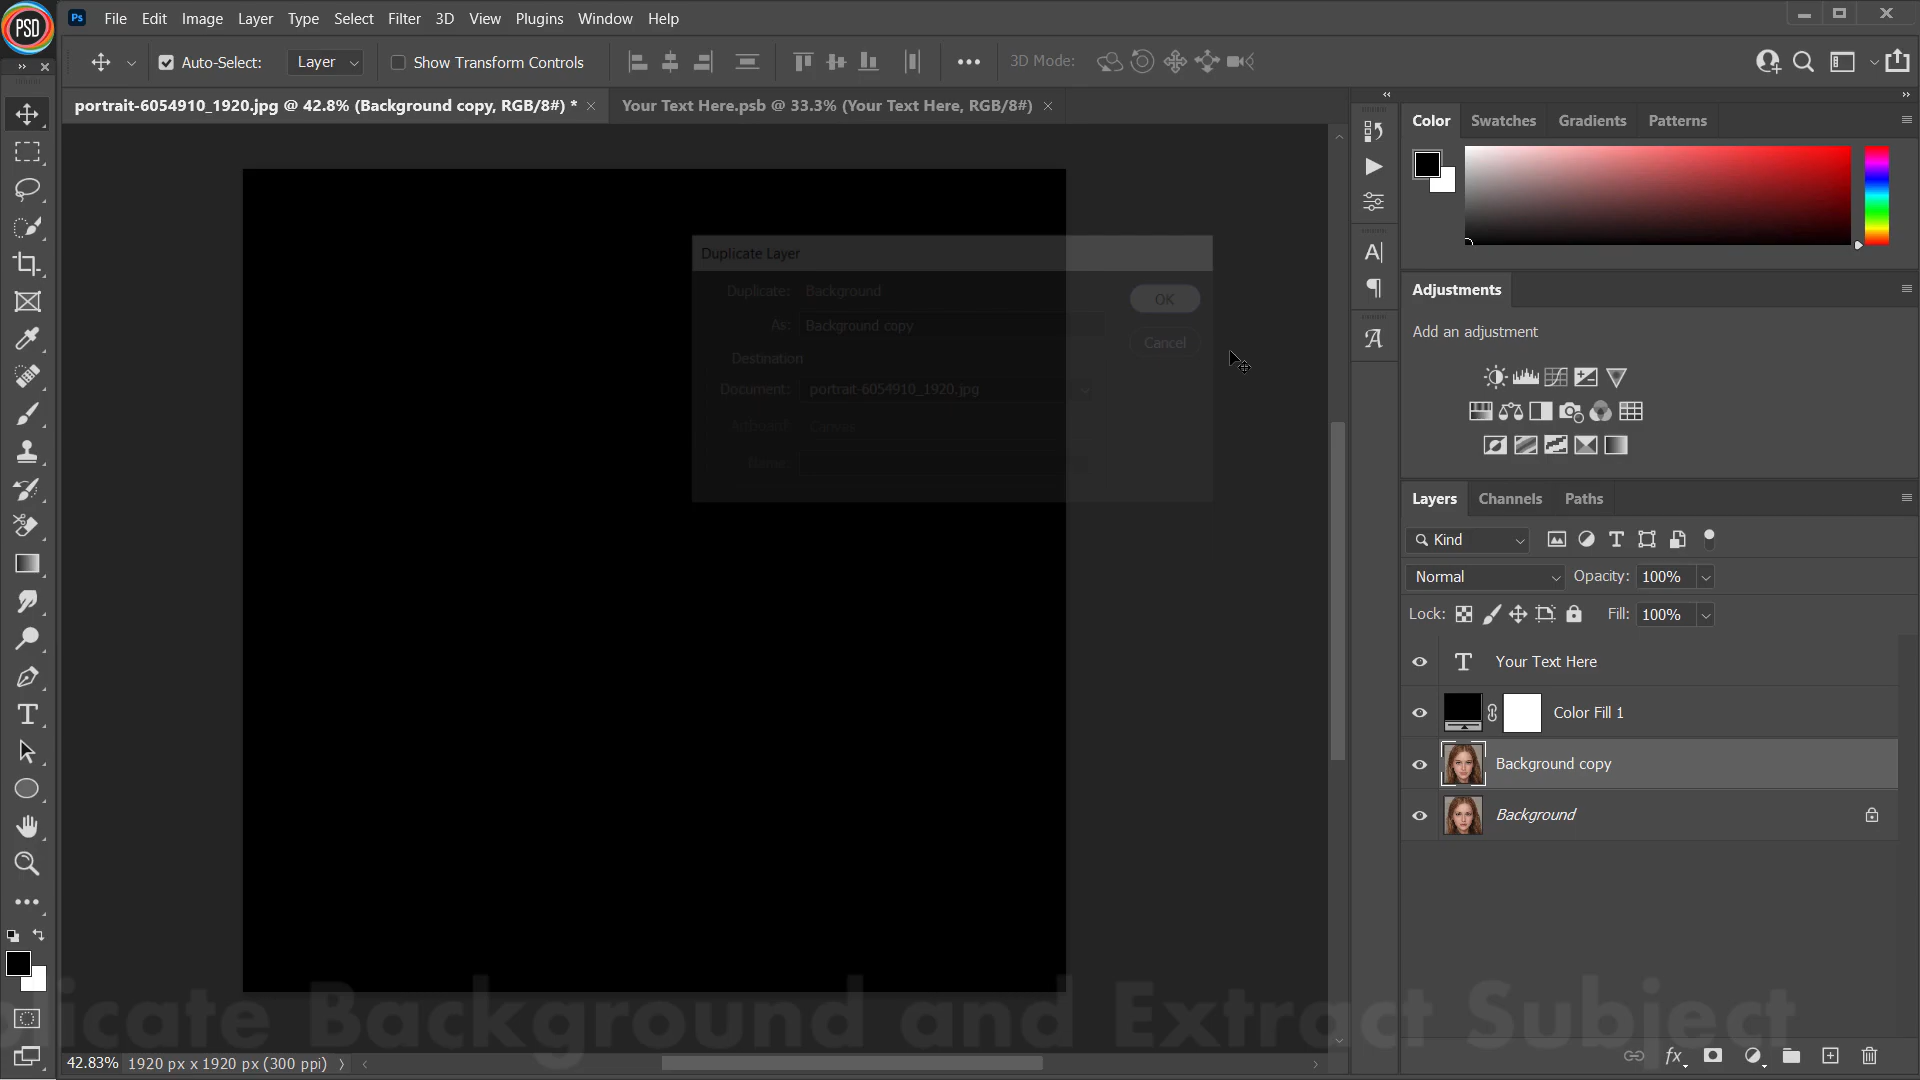 PSD
Ps File Edit Image Layer Type Select Filter 3D View Plugins Window Help
Auto-Select: Layer Show Transform Controls 3D Mode:
portrait-6054910_1920.jpg @ 42.8% (Background copy, RGB/8#) * Your Text Here.psb @ 33.3% (Your Text Here, RGB/8#)
Color Swatches Gradients Patterns
Duplicate Layer
Duplicate: Background
OK
As: Background copy
Cancel
Destination
Document: portrait-6054910_1920.jpg
Artboard: Canvas
Name:
Adjustments
Add an adjustment
Layers Channels Paths
Kind
Normal Opacity: 100%
Lock: Fill: 100%
Your Text Here
Color Fill 1
Background copy
Background
plicate Background and Extract Subject
42.83% 1920 px x 1920 px (300 ppi)
fx